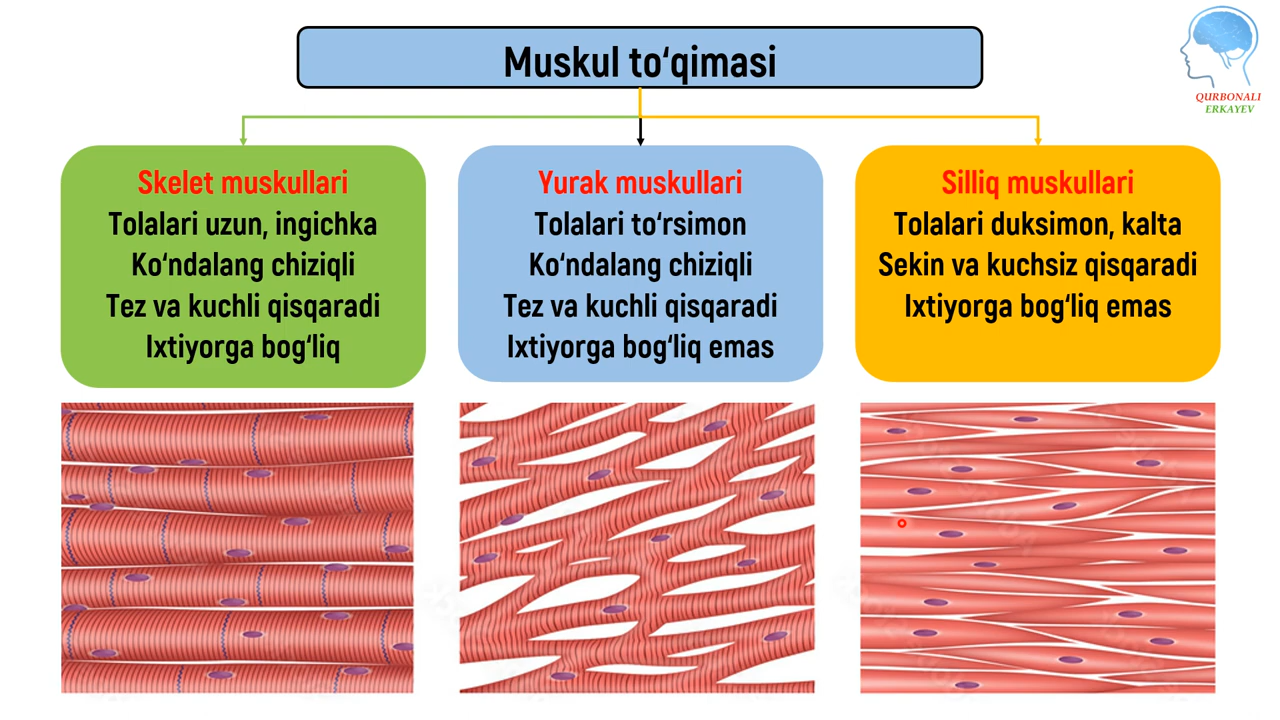 Muskul to‘qimasi
QURBONALI
ERKAYEV
Skelet muskullari
Tolalari uzun, ingichka
Ko‘ndalang chiziqli
Tez va kuchli qisqaradi
Ixtiyorga bog‘liq
Yurak muskullari
Tolalari to‘rsimon
Ko‘ndalang chiziqli
Tez va kuchli qisqaradi
Ixtiyorga bog‘liq emas
Silliq muskullari
Tolalari duksimon, kalta
Sekin va kuchsiz qisqaradi
Ixtiyorga bog‘liq emas